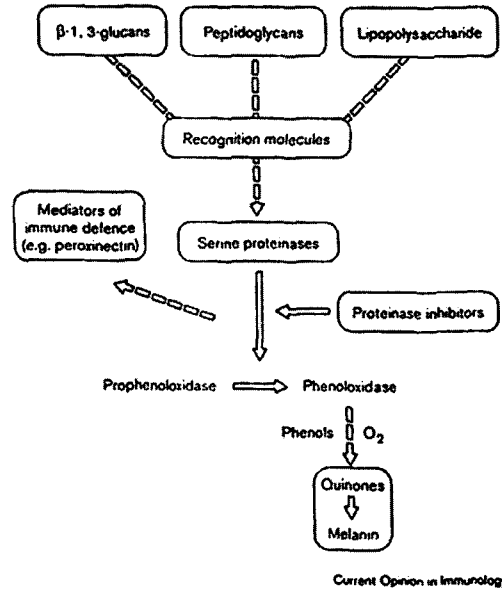 β-1, 3-glucans
Peptidoglycans
Lipopolysaccharide
Recognition molecules
Mediators of
immune defence
(e.g. peroxinectin)
Serine proteinases
Proteinase inhibitors
Prophenoloxidase
Phenoloxidase
Phenols
O₂
Quinones
Melanin
Current Opinion in Immunolog